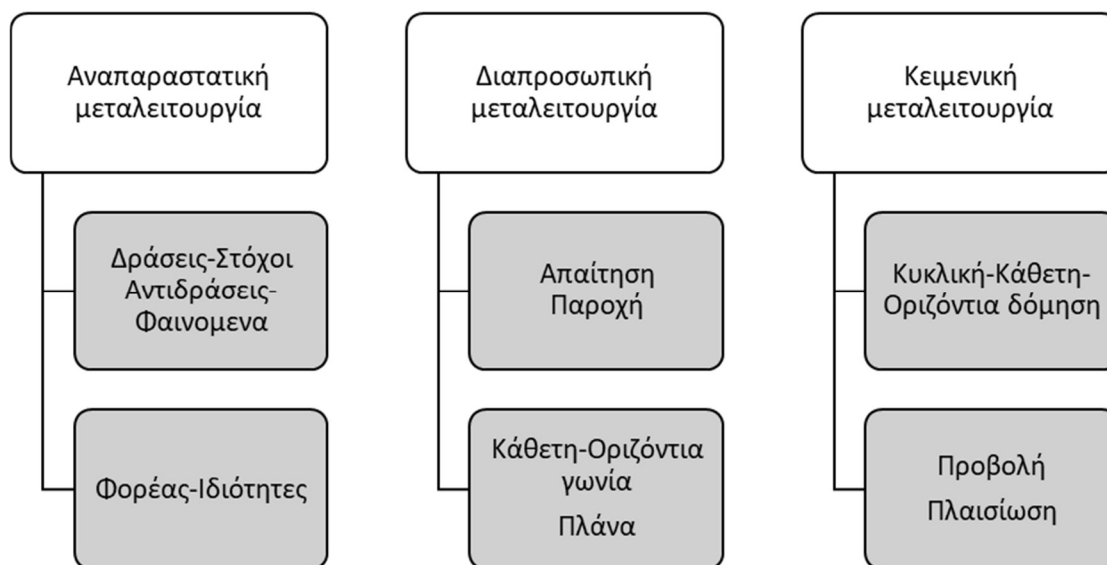 Αναπαραστατική
μεταλειτουργία
Δράσεις-Στόχοι
Αντιδράσεις-
Φαινομενα
Φορέας-Ιδιότητες
Διαπροσωπική
μεταλειτουργία
Απαίτηση
Παροχή
Κάθετη-Οριζόντια
γωνία
Πλάνα
Κειμενική
μεταλειτουργία
Κυκλική-Κάθετη-
Οριζόντια δόμηση
Προβολή
Πλαισίωση